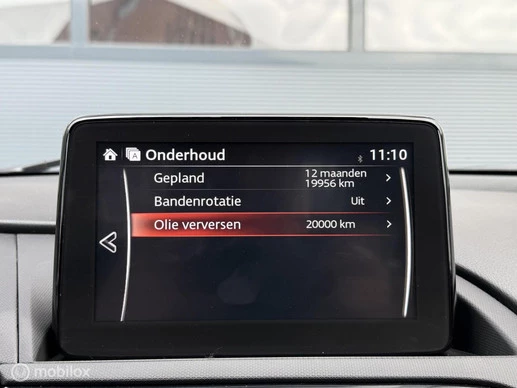 A Onderhoud 11:10
Gepland 12 maanden
19956 km
Bandenrotatie Uit
Olie verversen 20000 km
mobilox